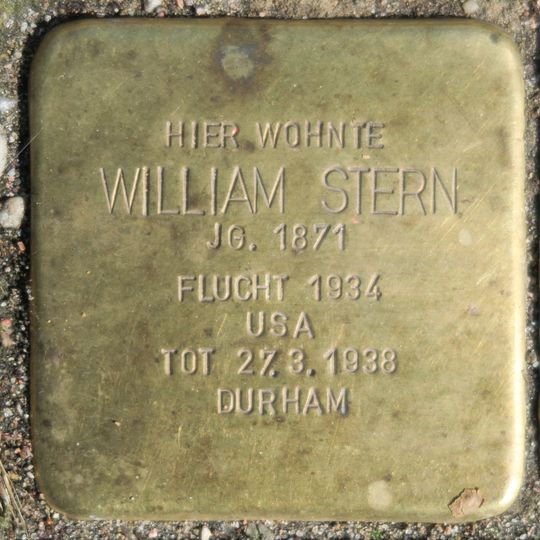 HIER WOHNTE
WILLIAM STERN
JG. 1871
FLUCHT 1934
USA
TOT 27.3.1938
DURHAM